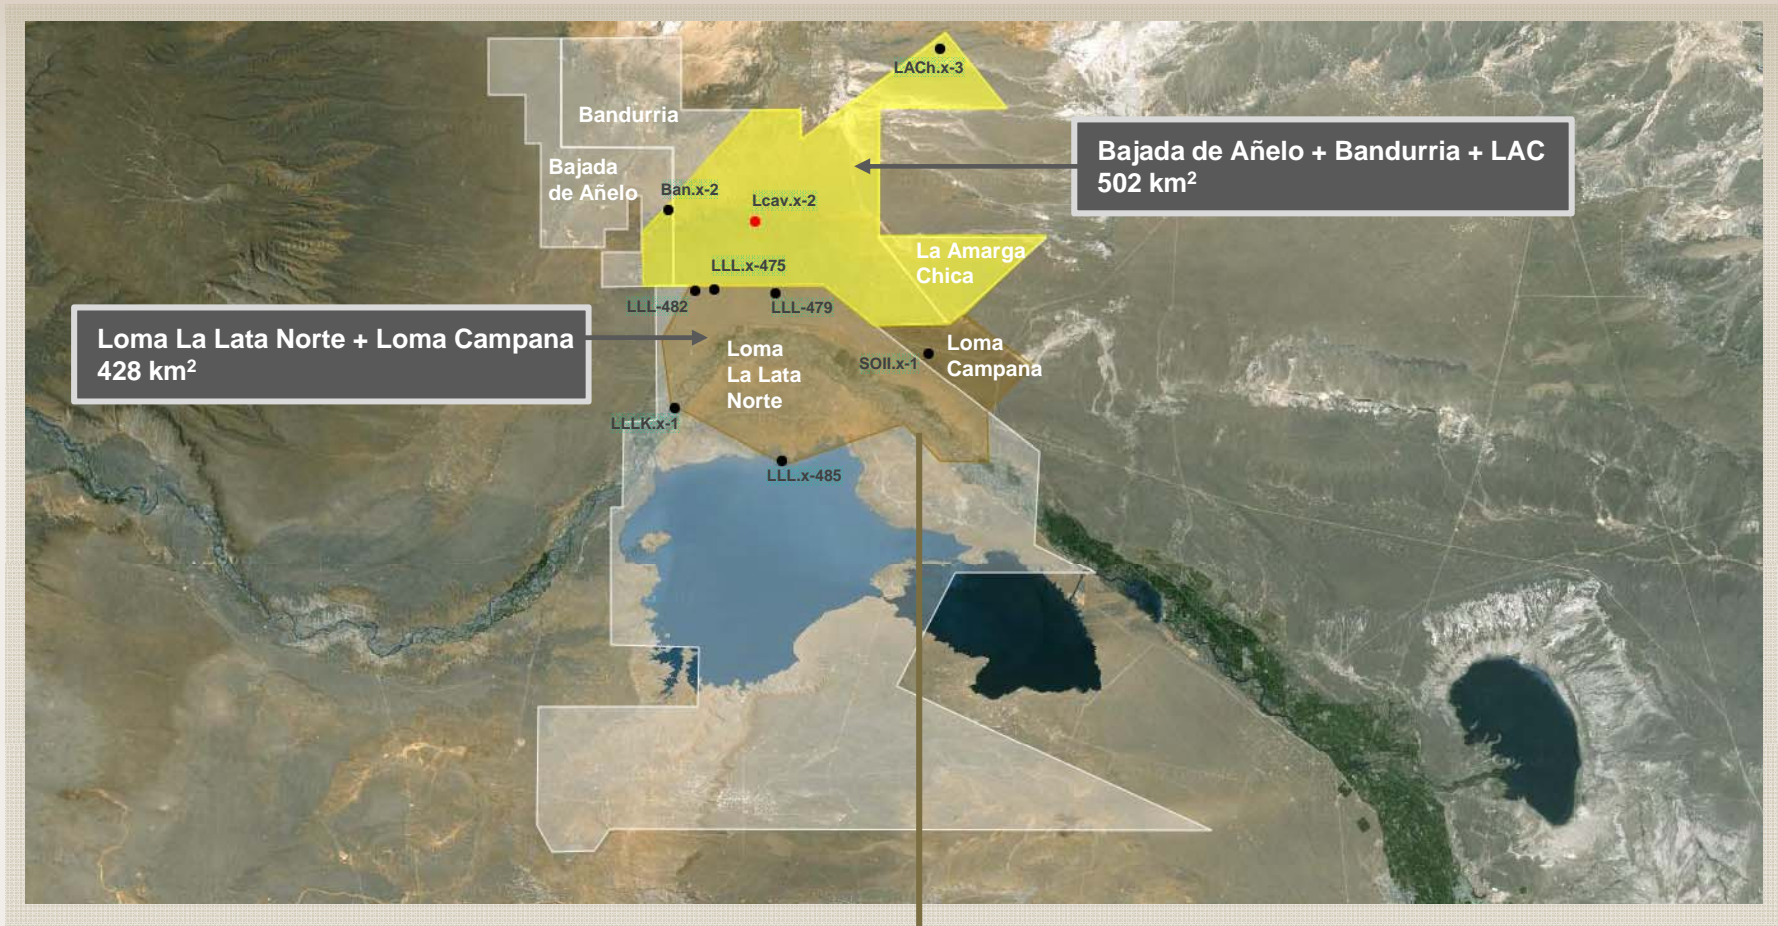 LACh.x-3
Bandurria
Bajada de Añelo + Bandurria + LAC
502 km²
Bajada
de Añelo
Ban.x-2
Lcav.x-2
La Amarga
Chica
LLL.x-475
LLL-482
LLL-479
Loma La Lata Norte + Loma Campana
428 km²
Loma
La Lata
Norte
SOIl.x-1
Loma
Campana
LLLK.x-1
LLL.x-485